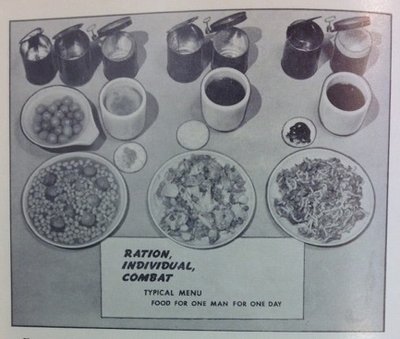 RATION,
INDIVIDUAL,
COMBAT
TYPICAL MENU
FOOD FOR ONE MAN FOR ONE DAY